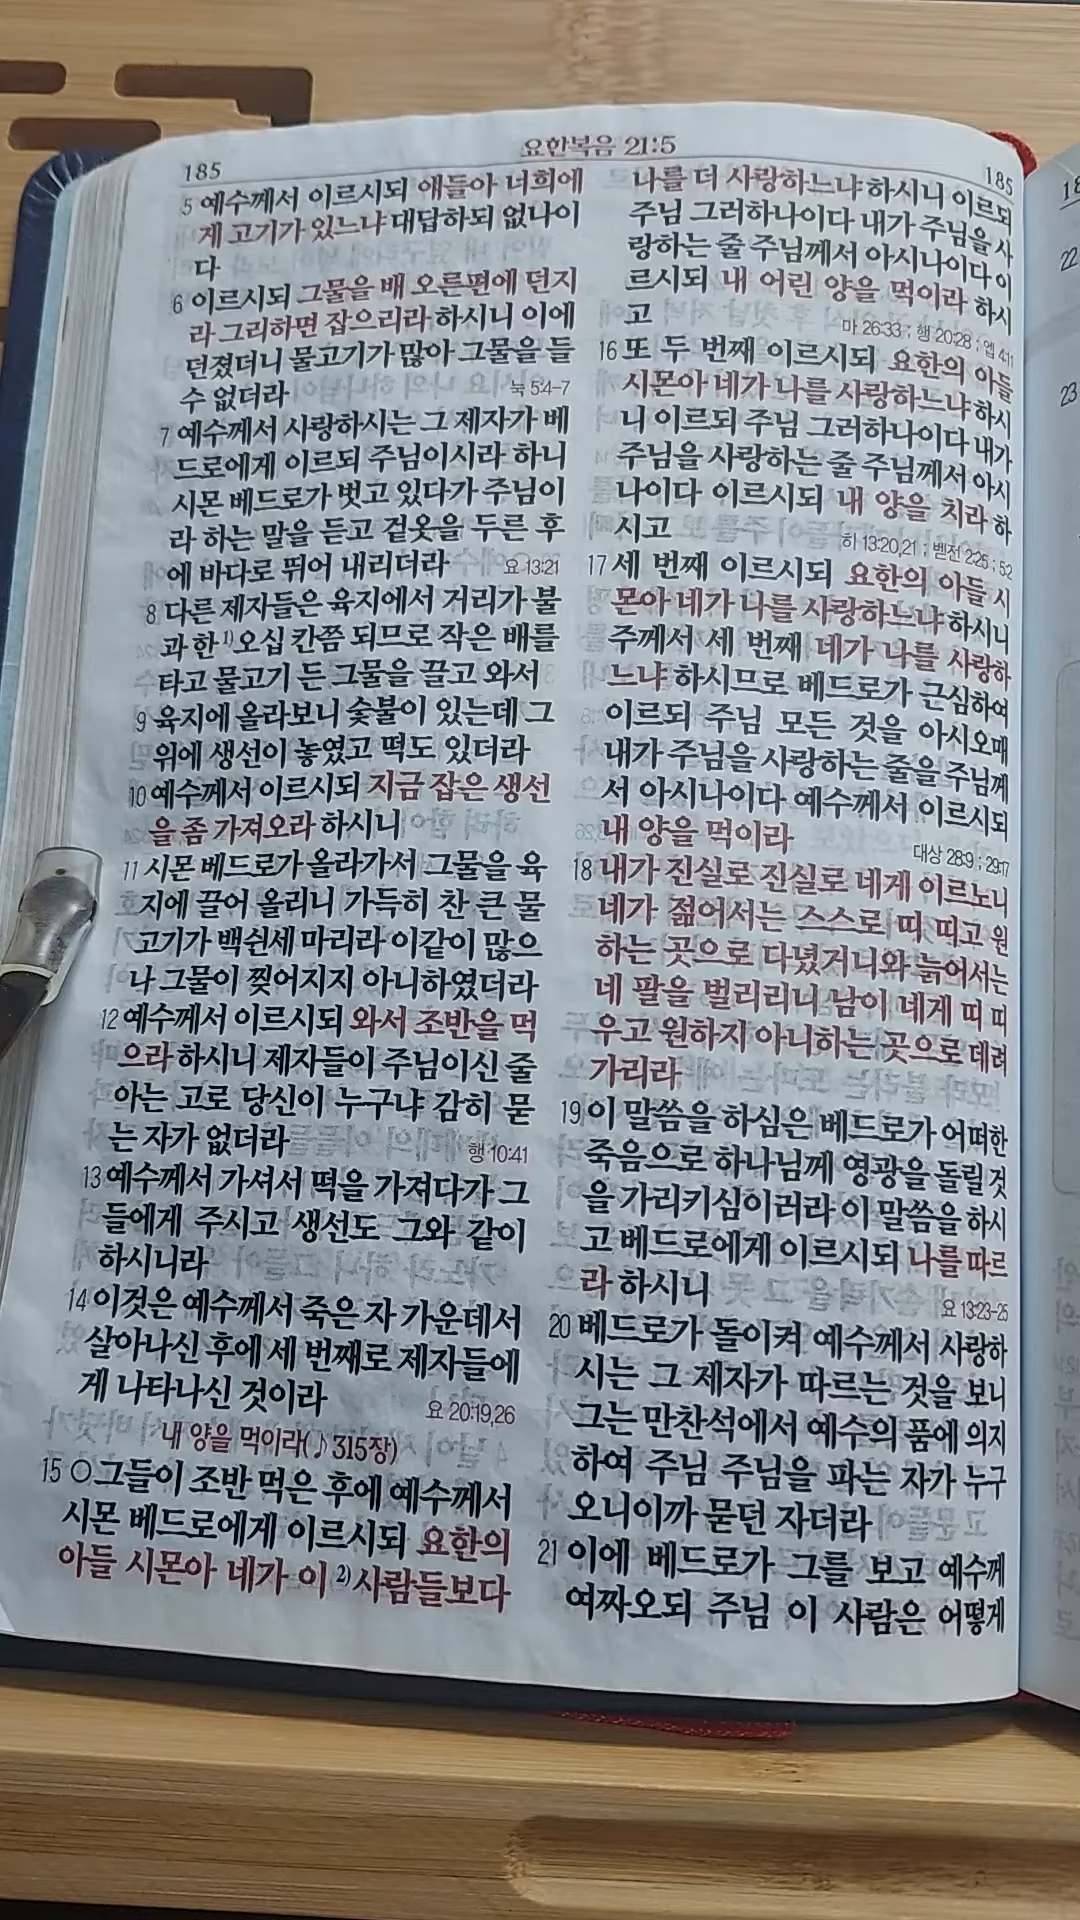 185
요한복음 21:5
185
5 예수께서 이르시되 얘들아 너희에
게 고기가 있느냐 대답하되 없나이
다
6 이르시되 그물을 배 오른편에 던지
라 그리하면 잡으리라 하시니 이에
던졌더니 물고기가 많아 그물을 들
수 없더라 눅 5:4-7
7 예수께서 사랑하시는 그 제자가 베
드로에게 이르되 주님이시라 하니
시몬 베드로가 벗고 있다가 주님이
라 하는 말을 듣고 겉옷을 두른 후
에 바다로 뛰어 내리더라 요 13:21
8 다른 제자들은 육지에서 거리가 불
과 한 1)오십 칸쯤 되므로 작은 배를
타고 물고기 든 그물을 끌고 와서
9 육지에 올라보니 숯불이 있는데 그
위에 생선이 놓였고 떡도 있더라
10 예수께서 이르시되 지금 잡은 생선
을 좀 가져오라 하시니
11 시몬 베드로가 올라가서 그물을 육
지에 끌어 올리니 가득히 찬 큰 물
고기가 백쉰세 마리라 이같이 많으
나 그물이 찢어지지 아니하였더라
12 예수께서 이르시되 와서 조반을 먹
으라 하시니 제자들이 주님이신 줄
아는 고로 당신이 누구냐 감히 묻
는 자가 없더라 행 10:41
13 예수께서 가셔서 떡을 가져다가 그
들에게 주시고 생선도 그와 같이
하시니라
14 이것은 예수께서 죽은 자 가운데서
살아나신 후에 세 번째로 제자들에
게 나타나신 것이라 요 20:19,26
내 양을 먹이라(♪315장)
15 ○그들이 조반 먹은 후에 예수께서
시몬 베드로에게 이르시되 요한의
아들 시몬아 네가 이 2)사람들보다
나를 더 사랑하느냐 하시니 이르되
주님 그러하나이다 내가 주님을 사
랑하는 줄 주님께서 아시나이다 이
르시되 내 어린 양을 먹이라 하시
고 마 26:33 ; 행 20:28 ; 엡 4:11
16 또 두 번째 이르시되 요한의 아들
시몬아 네가 나를 사랑하느냐 하시
니 이르되 주님 그러하나이다 내가
주님을 사랑하는 줄 주님께서 아시
나이다 이르시되 내 양을 치라 하
시고 히 13:20,21 ; 벧전 2:25 ; 5:2
17 세 번째 이르시되 요한의 아들 시
몬아 네가 나를 사랑하느냐 하시니
주께서 세 번째 네가 나를 사랑하
느냐 하시므로 베드로가 근심하여
이르되 주님 모든 것을 아시오매
내가 주님을 사랑하는 줄을 주님께
서 아시나이다 예수께서 이르시되
내 양을 먹이라 대상 28:9 ; 29:17
18 내가 진실로 진실로 네게 이르노니
네가 젊어서는 스스로 띠 띠고 원
하는 곳으로 다녔거니와 늙어서는
네 팔을 벌리리니 남이 네게 띠 띠
우고 원하지 아니하는 곳으로 데려
가리라
19 이 말씀을 하심은 베드로가 어떠한
죽음으로 하나님께 영광을 돌릴 것
을 가리키심이러라 이 말씀을 하시
고 베드로에게 이르시되 나를 따르
라 하시니 요 13:23-25
20 베드로가 돌이켜 예수께서 사랑하
시는 그 제자가 따르는 것을 보니
그는 만찬석에서 예수의 품에 의지
하여 주님 주님을 파는 자가 누구
오니이까 묻던 자더라
21 이에 베드로가 그를 보고 예수께
여짜오되 주님 이 사람은 어떻게
22
23